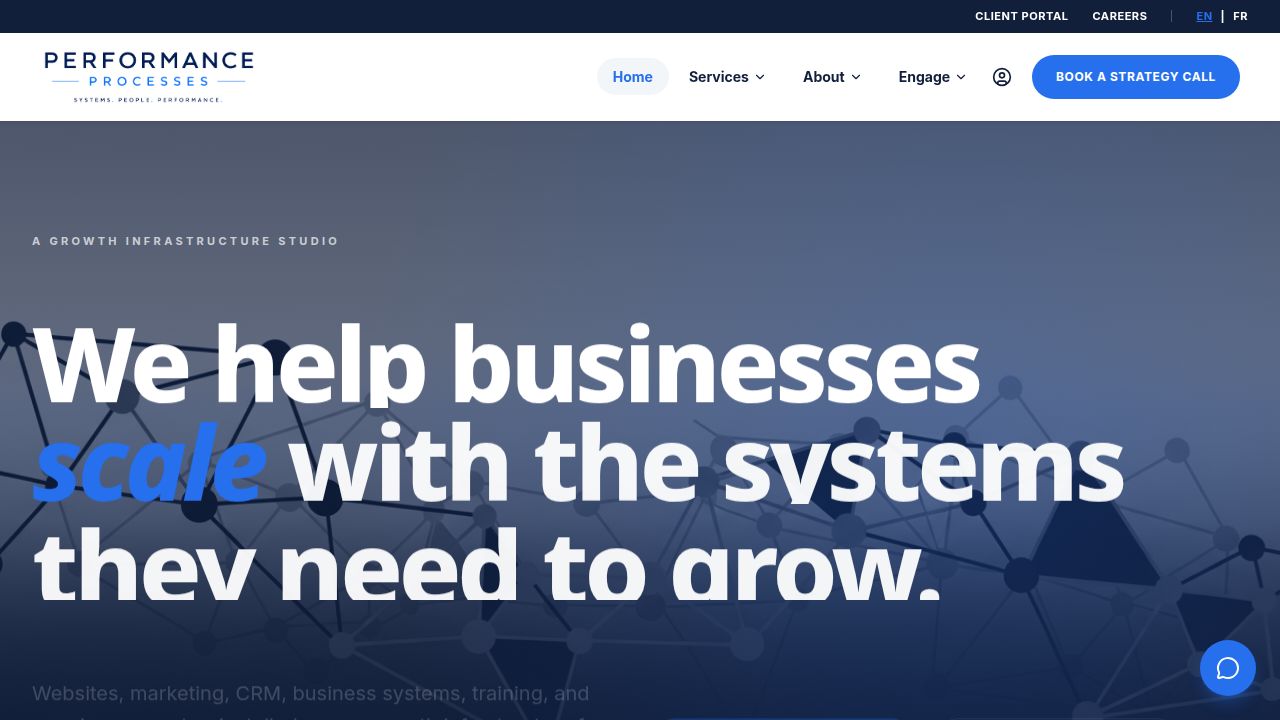 CLIENT PORTAL CAREERS EN | FR
PERFORMANCE
PROCESSES
SYSTEMS. PEOPLE. PERFORMANCE.
Home Services About Engage BOOK A STRATEGY CALL
A GROWTH INFRASTRUCTURE STUDIO
We help businesses
scale with the systems
they need to grow.
Websites, marketing, CRM, business systems, training, and